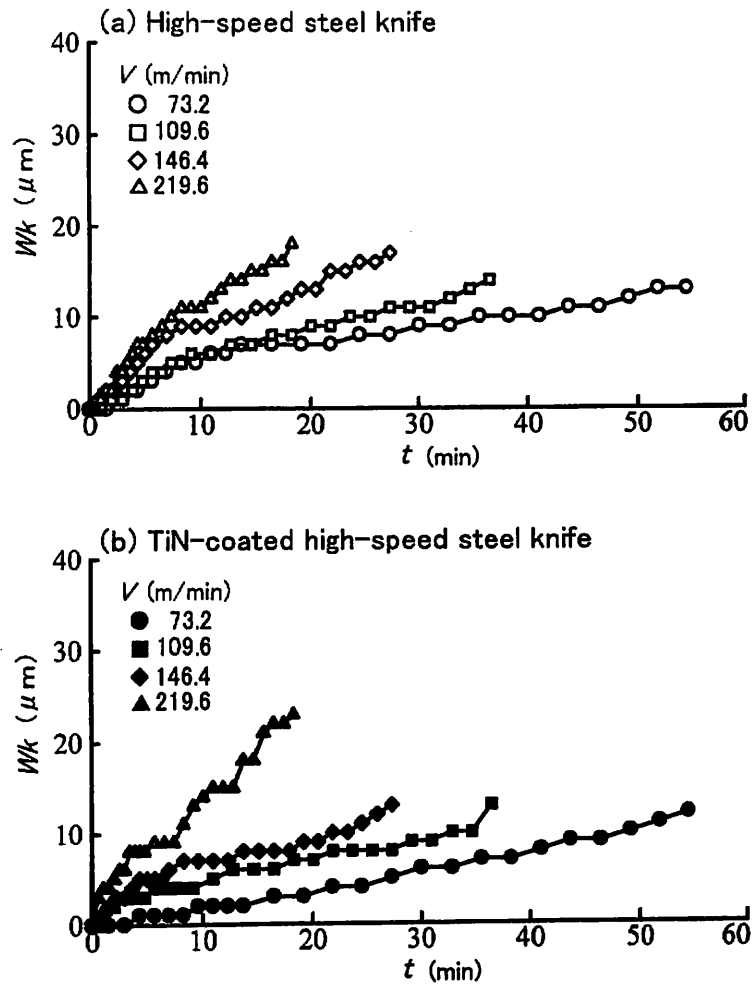 (a) High-speed steel knife
40
30
20
10
0
Wk (μm)
V (m/min)
73.2
109.6
146.4
219.6
0 10 20 30 40 50 60
t (min)
(b) TiN-coated high-speed steel knife
40
30
20
10
0
Wk (μm)
V (m/min)
73.2
109.6
146.4
219.6
0 10 20 30 40 50 60
t (min)